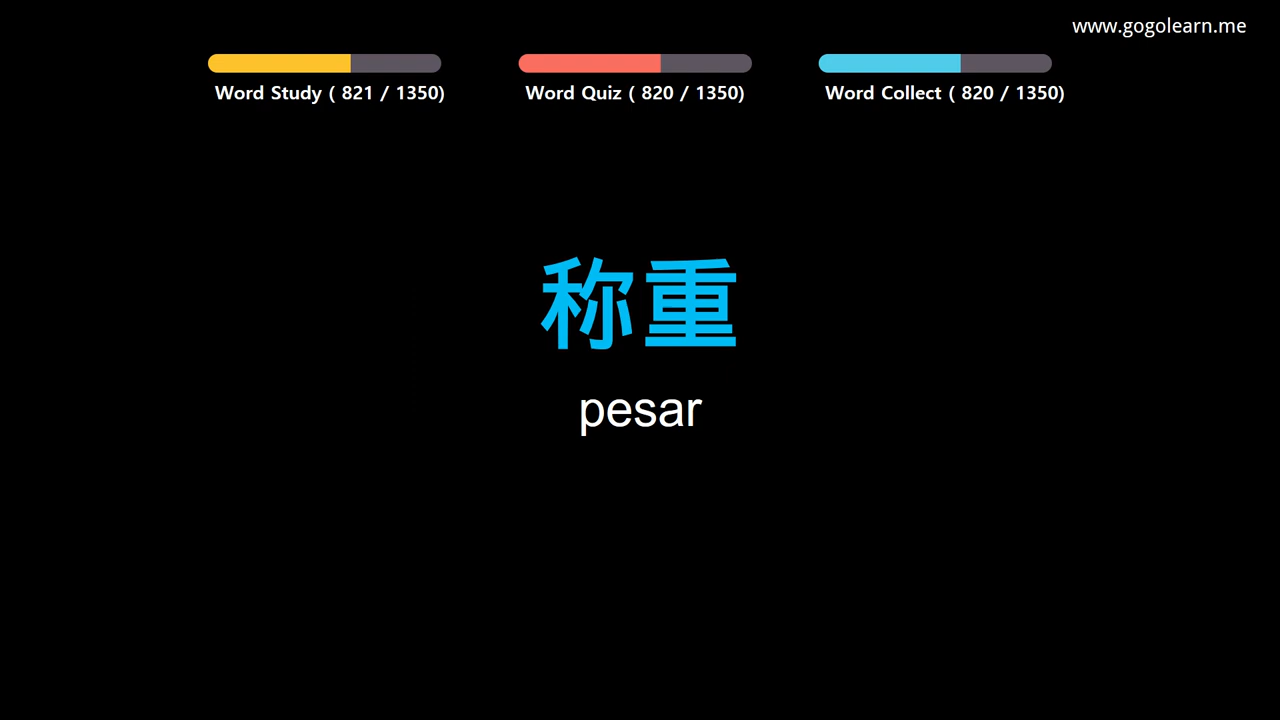 www.gogolearn.me
Word Study ( 821 / 1350)
Word Quiz ( 820 / 1350)
Word Collect ( 820 / 1350)
称重
pesar